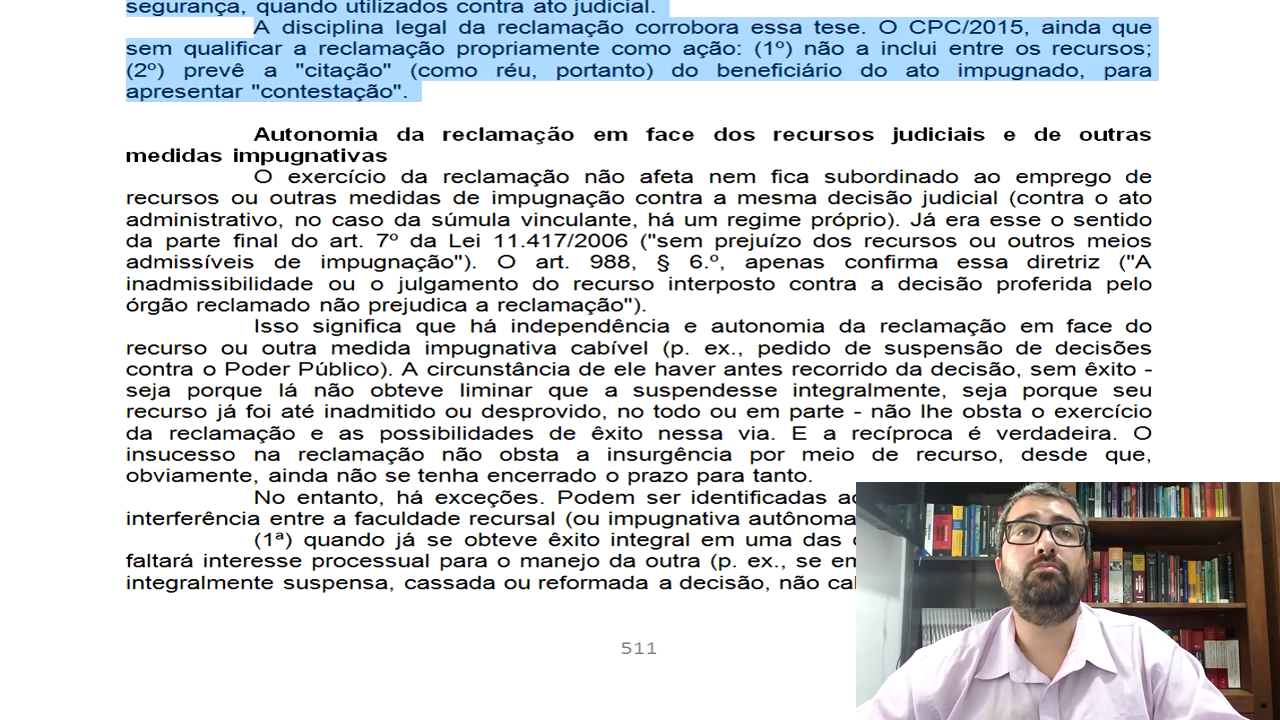 segurança, quando utilizados contra ato judicial.
A disciplina legal da reclamação corrobora essa tese. O CPC/2015, ainda que
sem qualificar a reclamação propriamente como ação: (1º) não a inclui entre os recursos;
(2º) prevê a "citação" (como réu, portanto) do beneficiário do ato impugnado, para
apresentar "contestação".
Autonomia da reclamação em face dos recursos judiciais e de outras
medidas impugnativas
O exercício da reclamação não afeta nem fica subordinado ao emprego de
recursos ou outras medidas de impugnação contra a mesma decisão judicial (contra o ato
administrativo, no caso da súmula vinculante, há um regime próprio). Já era esse o sentido
da parte final do art. 7º da Lei 11.417/2006 ("sem prejuízo dos recursos ou outros meios
admissíveis de impugnação"). O art. 988, § 6.º, apenas confirma essa diretriz ("A
inadmissibilidade ou o julgamento do recurso interposto contra a decisão proferida pelo
órgão reclamado não prejudica a reclamação").
Isso significa que há independência e autonomia da reclamação em face do
recurso ou outra medida impugnativa cabível (p. ex., pedido de suspensão de decisões
contra o Poder Público). A circunstância de ele haver antes recorrido da decisão, sem êxito -
seja porque lá não obteve liminar que a suspendesse integralmente, seja porque seu
recurso já foi até inadmitido ou desprovido, no todo ou em parte - não lhe obsta o exercício
da reclamação e as possibilidades de êxito nessa via. E a recíproca é verdadeira. O
insucesso na reclamação não obsta a insurgência por meio de recurso, desde que,
obviamente, ainda não se tenha encerrado o prazo para tanto.
No entanto, há exceções. Podem ser identificadas
interferência entre a faculdade recursal (ou impugnativa autônoma
(1ª) quando já se obteve êxito integral em uma das
faltará interesse processual para o manejo da outra (p. ex., se em
integralmente suspensa, cassada ou reformada a decisão, não
511